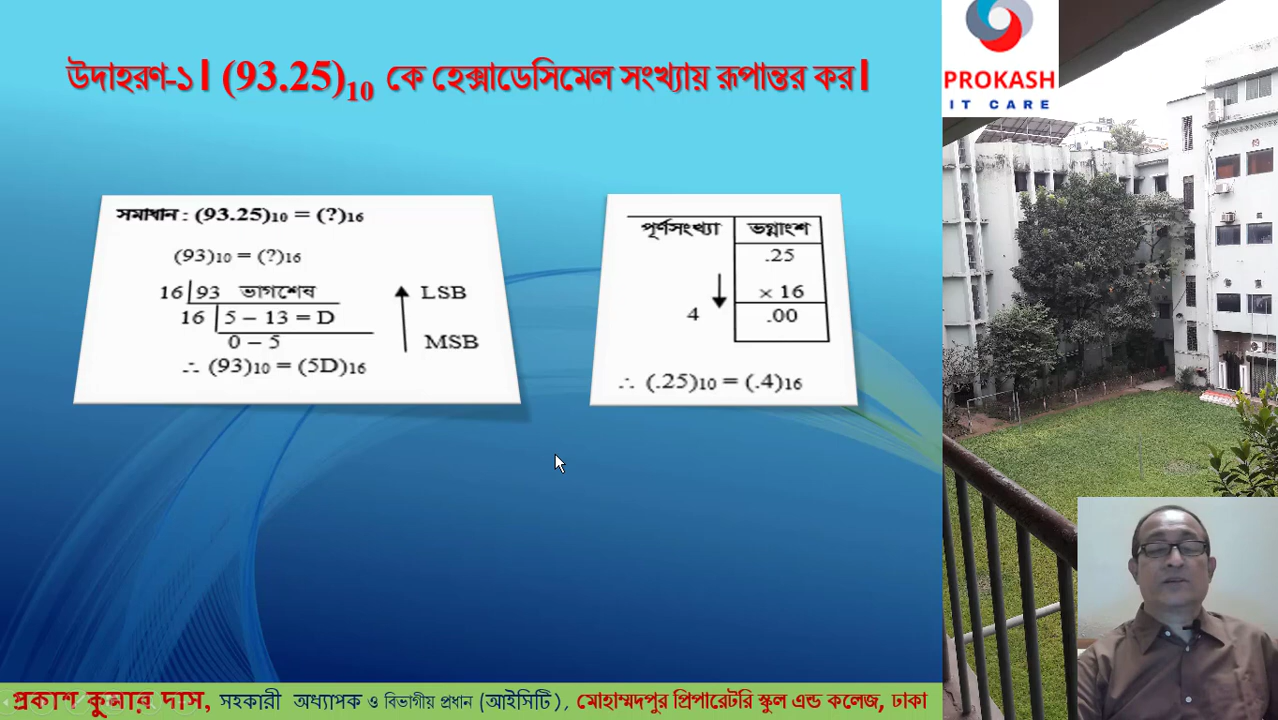 উদাহরণ-১। (93.25)10 কে হেক্সাডেসিমেল সংখ্যায় রূপান্তর কর।
PROKASH
IT CARE
সমাধান : (93.25)10 = (?)16
(93)10 = (?)16
16 93 ভাগশেষ
16 5 – 13 = D
0 – 5
LSB
MSB
∴ (93)10 = (5D)16
পূর্ণসংখ্যা ভগ্নাংশ
.25
× 16
4 .00
∴ (.25)10 = (.4)16
প্রকাশ কুমার দাস, সহকারী অধ্যাপক ও বিভাগীয় প্রধান (আইসিটি), মোহাম্মদপুর প্রিপারেটরি স্কুল এন্ড কলেজ, ঢাকা